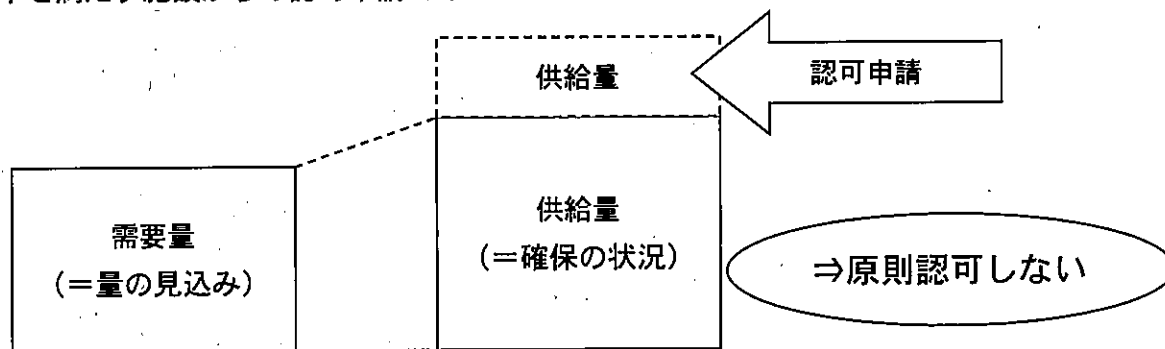 供給量
認可申請
需要量
(=量の見込み)
供給量
(=確保の状況)
⇒原則認可しない